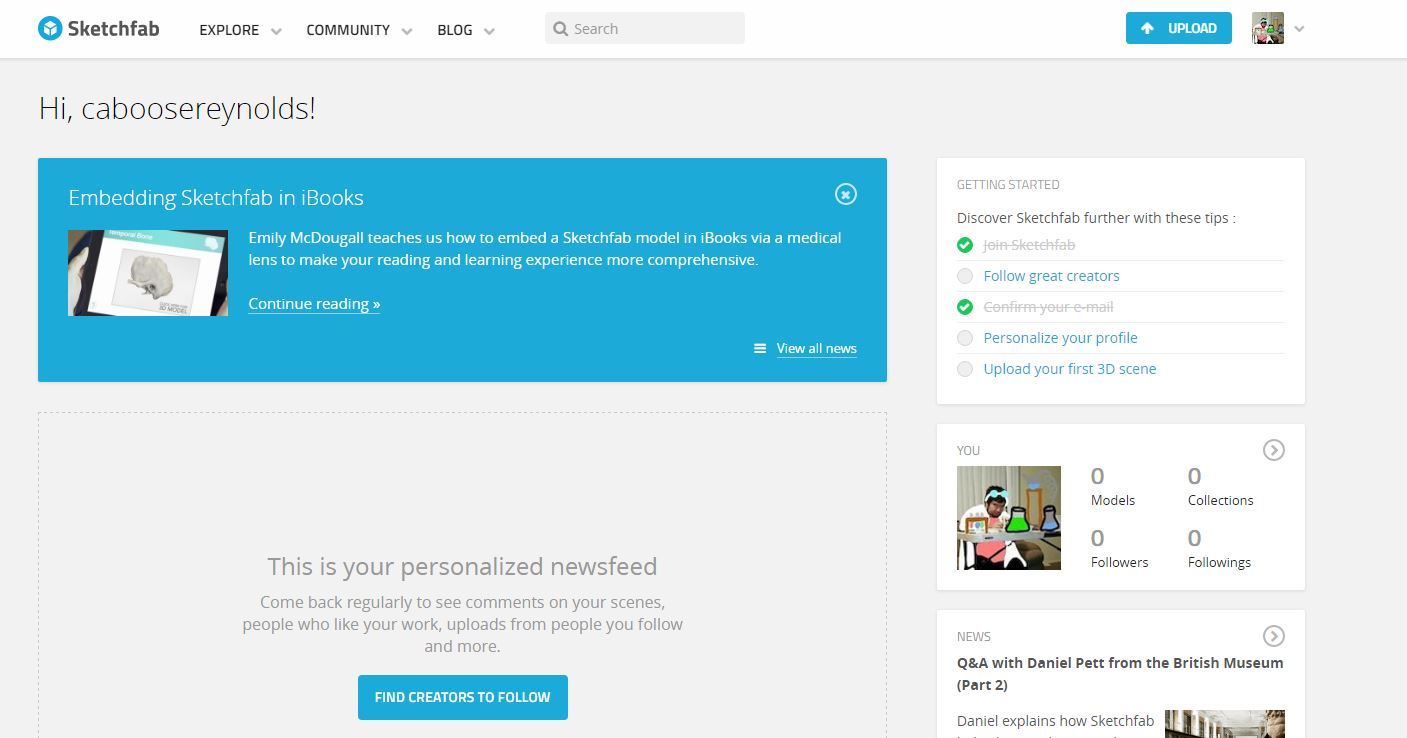 Sketchfab
EXPLORE
COMMUNITY
BLOG
Search
UPLOAD
Hi, caboosereynolds!
Embedding Sketchfab in iBooks
Temporal Bone
3D MODEL
Emily McDougall teaches us how to embed a Sketchfab model in iBooks via a medical
lens to make your reading and learning experience more comprehensive.
Continue reading »
View all news
This is your personalized newsfeed
Come back regularly to see comments on your scenes,
people who like your work, uploads from people you follow
and more.
FIND CREATORS TO FOLLOW
GETTING STARTED
Discover Sketchfab further with these tips :
Join Sketchfab
Follow great creators
Confirm your e-mail
Personalize your profile
Upload your first 3D scene
YOU
0
Models
0
Collections
0
Followers
0
Followings
NEWS
Q&A with Daniel Pett from the British Museum
(Part 2)
Daniel explains how Sketchfab